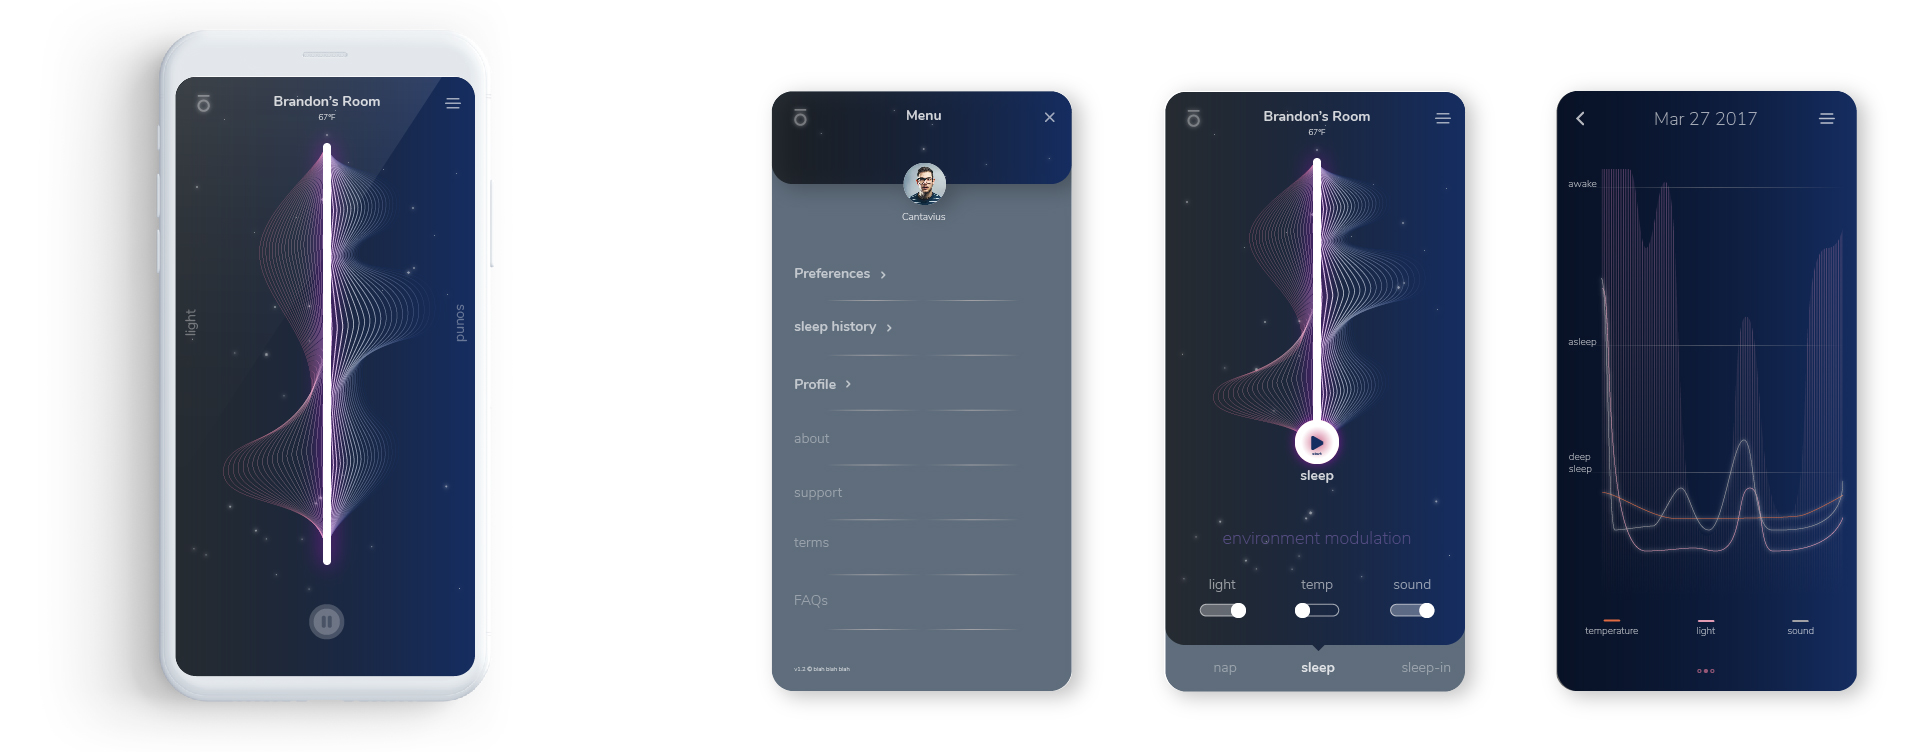 Brandon's Room
67°F
light
sound
Menu
Cantavius
Preferences
sleep history
Profile
about
support
terms
FAQs
v1.2 © blah blah blah
Brandon's Room
67°F
start
sleep
environment modulation
light temp sound
nap sleep sleep-in
Mar 27 2017
awake
asleep
deep
sleep
temperature light sound